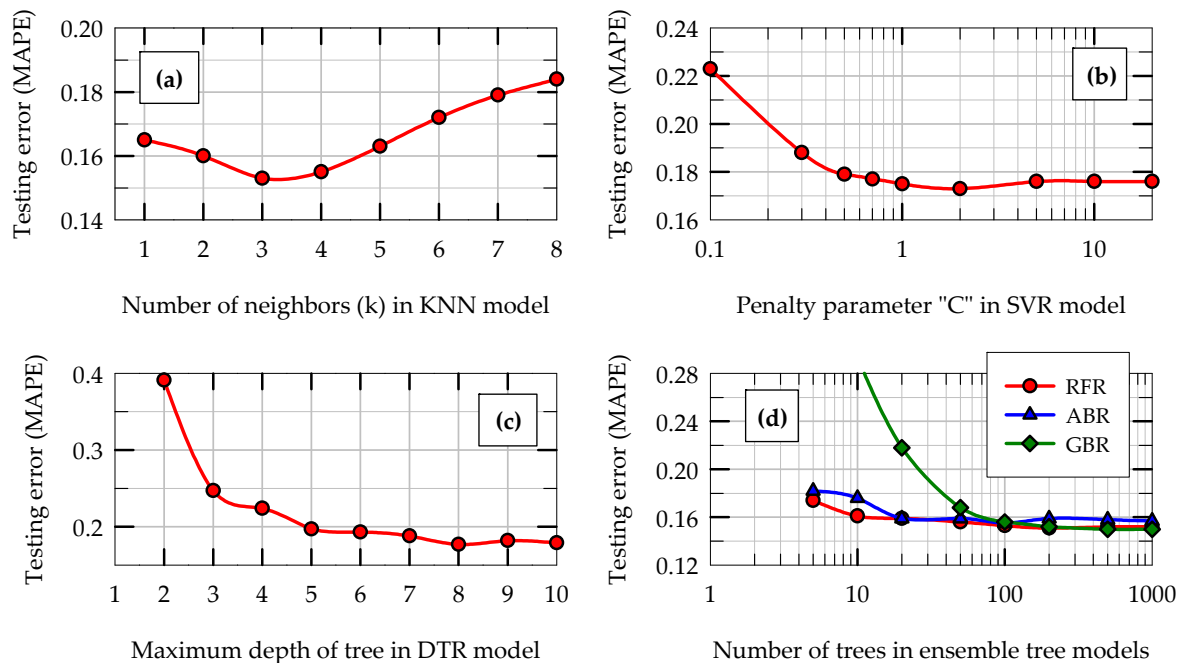 0.20
0.18
0.16
0.14
Testing error (MAPE)
(a)
1 2 3 4 5 6 7 8
Number of neighbors (k) in KNN model
0.24
0.22
0.20
0.18
0.16
Testing error (MAPE)
(b)
0.1 1 10
Penalty parameter "C" in SVR model
0.4
0.3
0.2
Testing error (MAPE)
(c)
1 2 3 4 5 6 7 8 9 10
Maximum depth of tree in DTR model
0.28
0.24
0.20
0.16
0.12
Testing error (MAPE)
(d)
RFR
ABR
GBR
1 10 100 1000
Number of trees in ensemble tree models